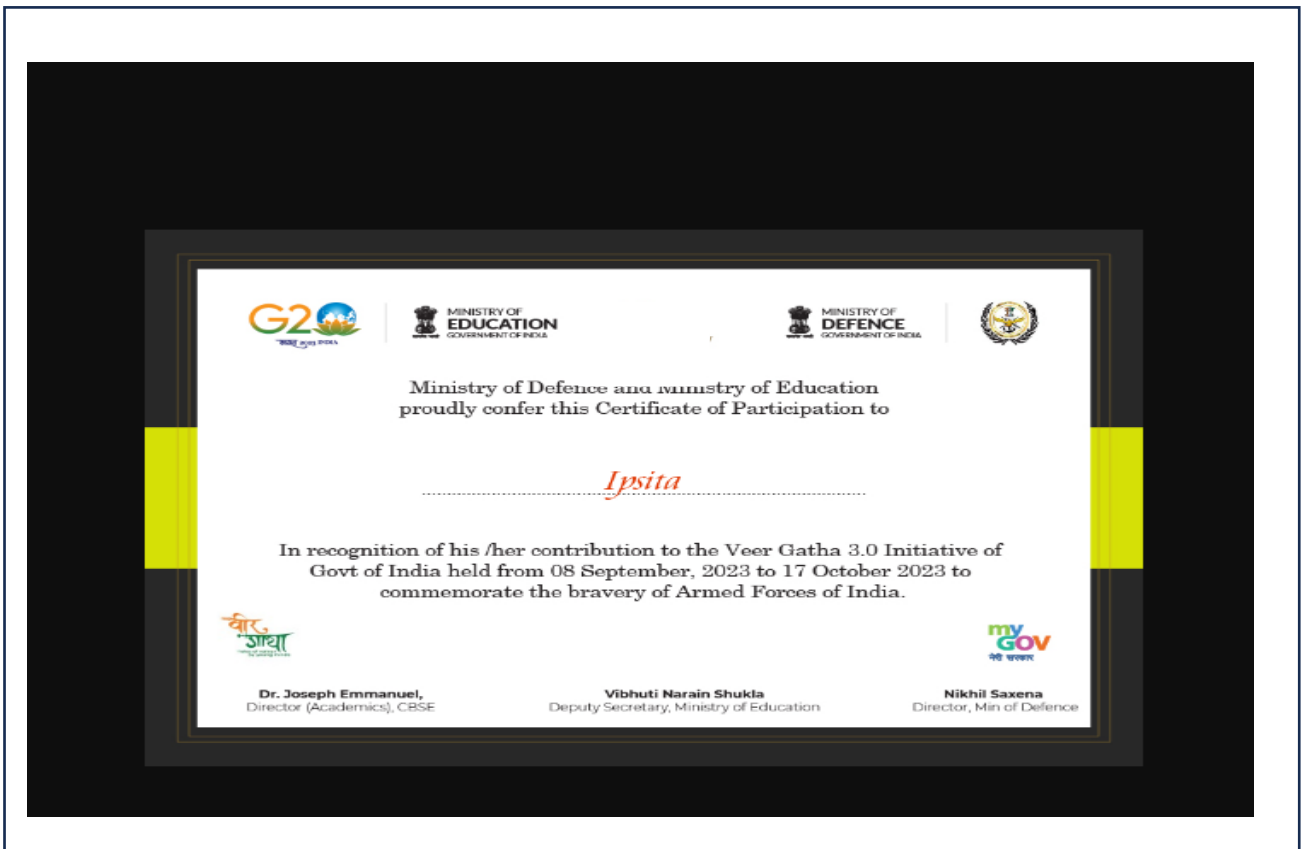 G20
भारत 2023 INDIA
MINISTRY OF
EDUCATION
GOVERNMENT OF INDIA
MINISTRY OF
DEFENCE
GOVERNMENT OF INDIA
Ministry of Defence and Ministry of Education
proudly confer this Certificate of Participation to
Ipsita
In recognition of his /her contribution to the Veer Gatha 3.0 Initiative of
Govt of India held from 08 September, 2023 to 17 October 2023 to
commemorate the bravery of Armed Forces of India.
वीर
गाथा
my
GOV
मेरी सरकार
Dr. Joseph Emmanuel,
Director (Academics), CBSE
Vibhuti Narain Shukla
Deputy Secretary, Ministry of Education
Nikhil Saxena
Director, Min of Defence